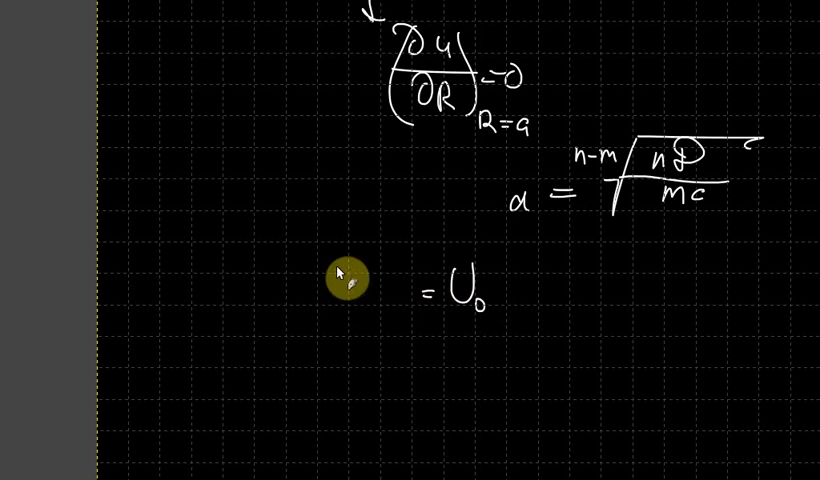 (∂u/∂R)R=a = 0
a = n-m√(nD/mc)
= U₀